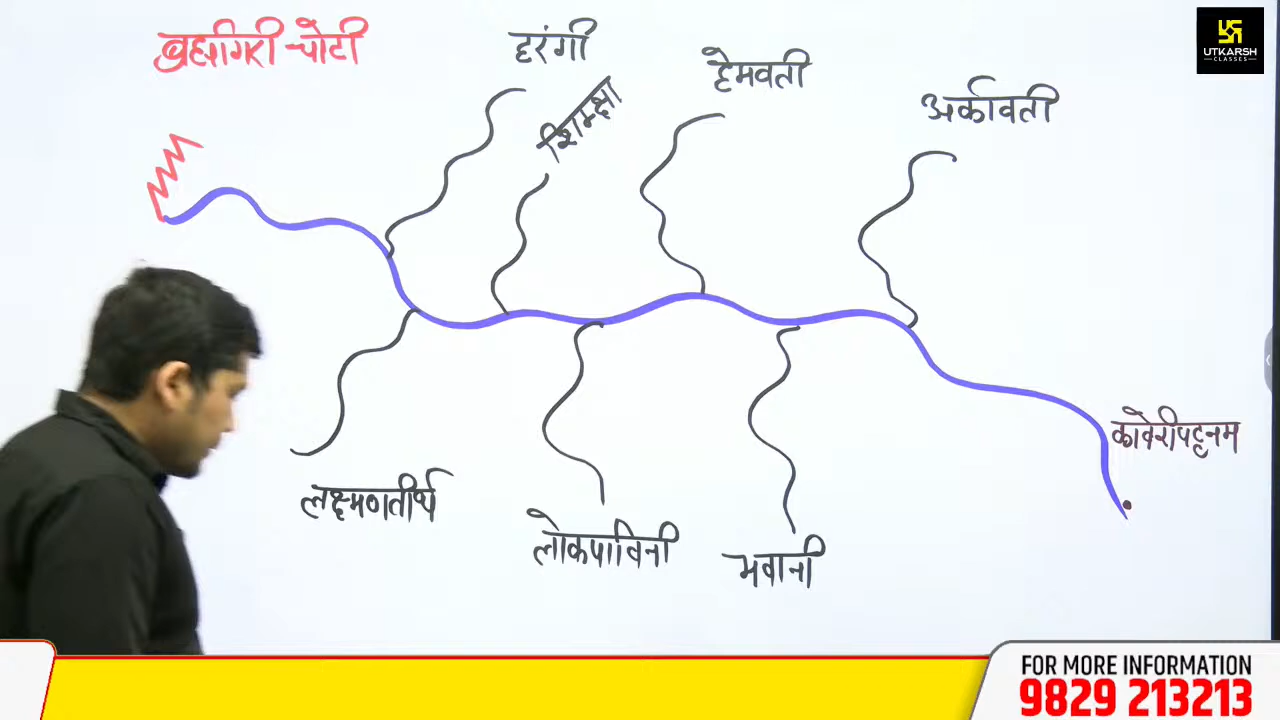 ब्रह्मगिरी चोटी
हरंगी
शिमक्षा
हेमवती
अर्कावती
UTKARSH
CLASSES
कावेरीपट्टनम
लक्ष्मणतीर्थ
लोकपाविनी
भवानी
FOR MORE INFORMATION
9829 213213